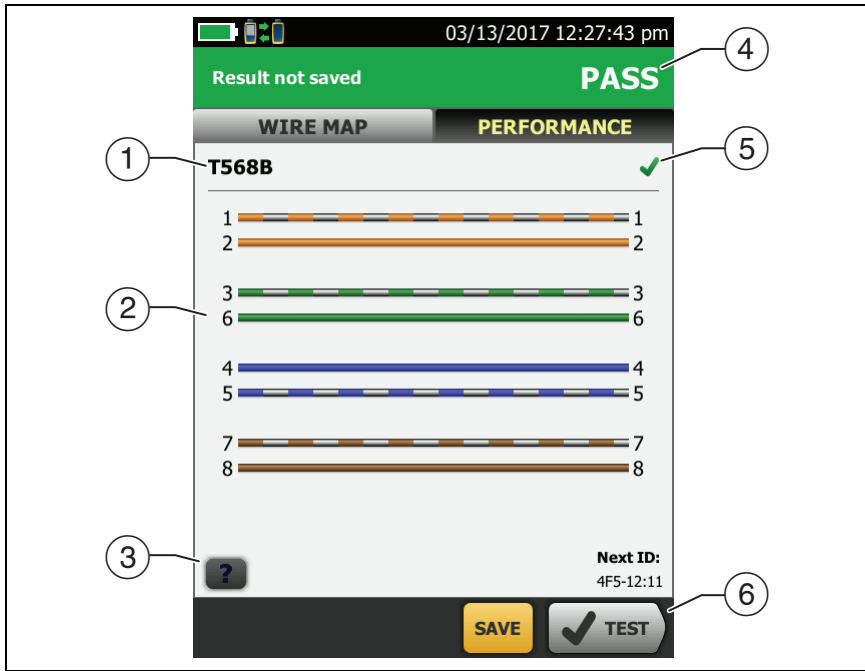 03/13/2017 12:27:43 pm
Result not saved PASS
WIRE MAP PERFORMANCE
T568B
1 1
2 2
3 3
6 6
4 4
5 5
7 7
8 8
?
Next ID:
4F5-12:11
SAVE TEST
1
2
3
4
5
6